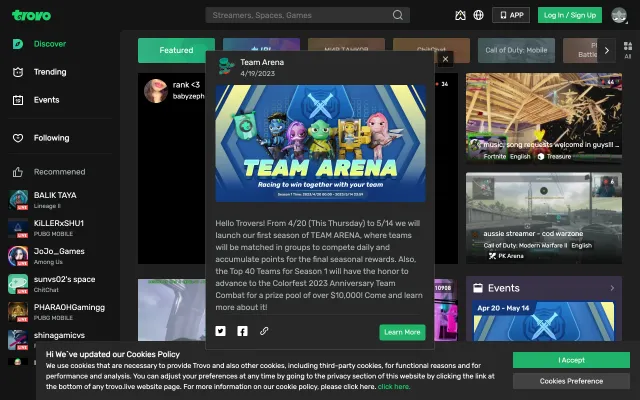 trovo
Streamers, Spaces, Games
APP
Log In / Sign Up
Discover
Trending
Events
Following
Recommened
BALIK TAYA
Lineage II
LIVE
KiLLERxSHU1
PUBG MOBILE
LIVE
JoJo_Games
Among Us
LIVE
sunvs02's space
ChitChat
LIVE
PHARAOHGamingg
PUBG MOBILE
LIVE
shinagamicvs
LIVE
Featured
ChitChat
Call of Duty: Mobile
All
rank <3
babyzeph
34
Team Arena
4/19/2023
TEAM ARENA
Racing to win together with your team
Hello Trovers! From 4/20 (This Thursday) to 5/14 we will
launch our first season of TEAM ARENA, where teams
will be matched in groups to compete daily and
accumulate points for the final seasonal rewards. Also,
the Top 40 Teams for Season 1 will have the honor to
advance to the Colorfest 2023 Anniversary Team
Combat for a prize pool of over $10,000! Come and learn
more about it!
Learn More
44
music, song requests welcome in guys!!! ...
Fortnite English Treasure
6
aussie streamer - cod warzone
Call of Duty: Modern Warfare II English
PK Arena
Events
Apr 20 - May 14
10908
Hi We`ve updated our Cookies Policy
We use cookies that are necessary to provide Trovo and also other cookies, including third-party cookies, for functional reasons and for
performance and analysis. You can adjust your preferences at any time by going to the privacy section of this website by clicking the link at
the bottom of any trovo.live website page. For more information on our cookie policy, please click here. click here.
I Accept
Cookies Preference